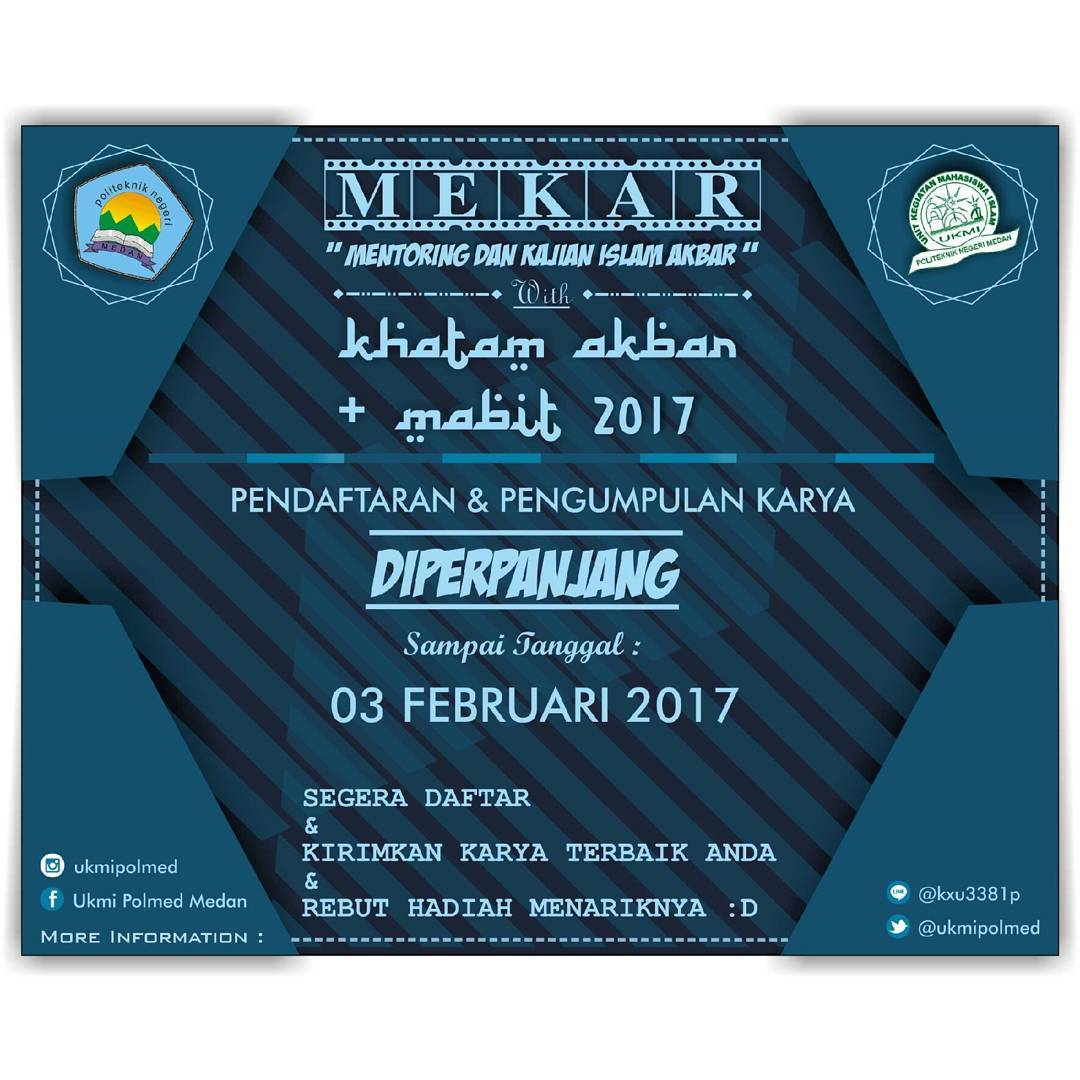 politeknik negeri
MEDAN
UNIT KEGIATAN MAHASISWA ISLAM
UKMI
POLITEKNIK NEGERI MEDAN
MEKAR
" MENTORING DAN KAJIAN ISLAM AKBAR "
With
khatam akbar
+ mabit 2017
PENDAFTARAN & PENGUMPULAN KARYA
DIPERPANJANG
Sampai Tanggal :
03 FEBRUARI 2017
SEGERA DAFTAR
&
KIRIMKAN KARYA TERBAIK ANDA
&
REBUT HADIAH MENARIKNYA :D
ukmipolmed
Ukmi Polmed Medan
MORE INFORMATION :
LINE
@kxu3381p
@ukmipolmed